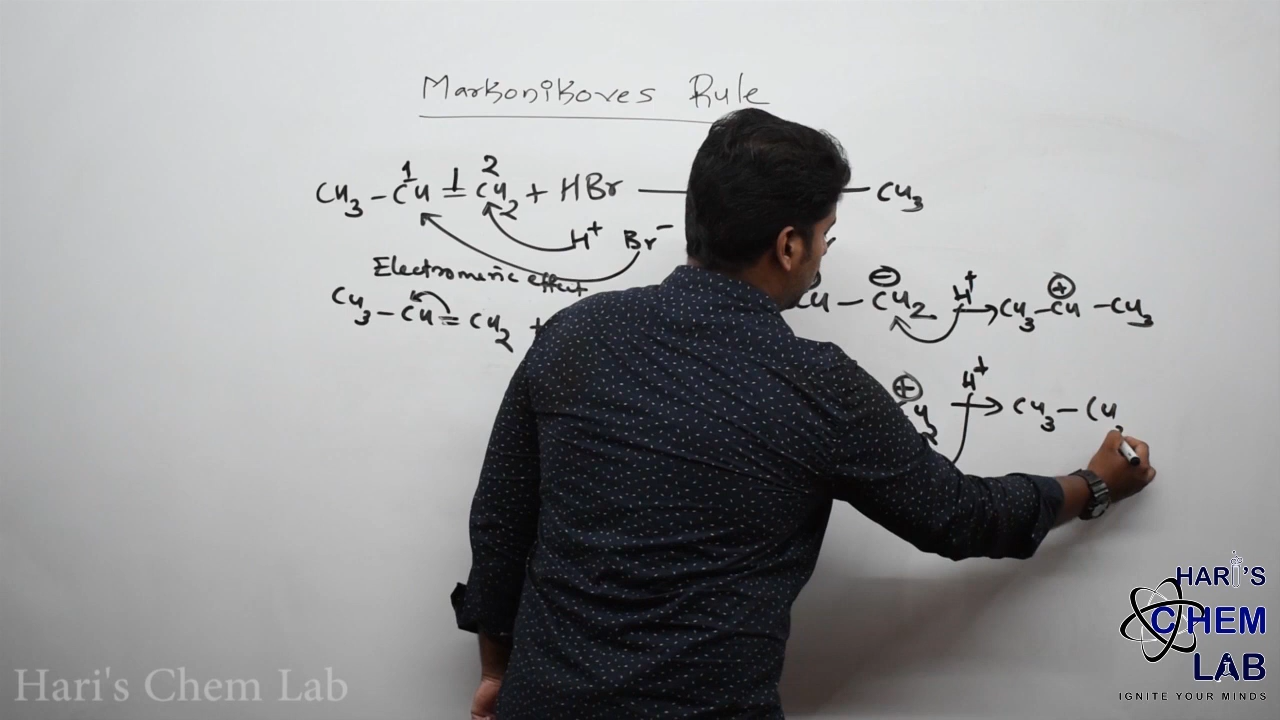 Markonikoves Rule
1 2
CH3 – CH = CH2 + HBr — CH3
H+ Br−
Electromeric effect
CH3 – CH = CH2 +
CH – CH2 H+ → CH3 – CH – CH3
⊖ ⊕
⊕ H+ → CH3 – CH
HARI'S
CHEM
LAB
IGNITE YOUR MINDS
Hari's Chem Lab